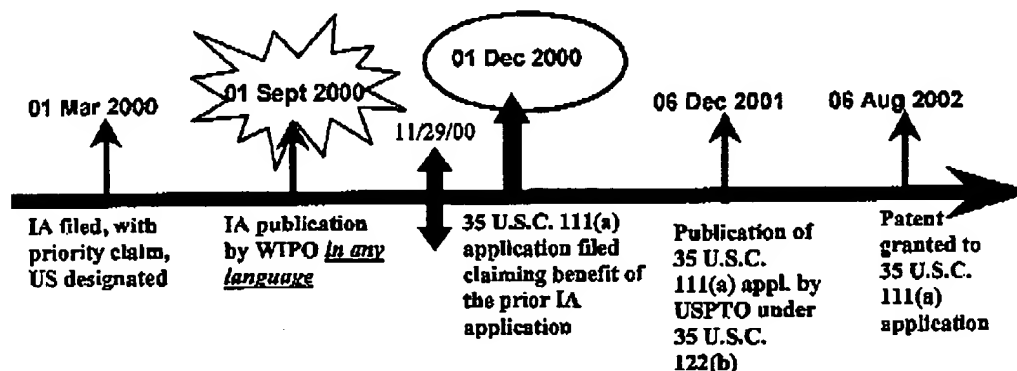 01 Mar 2000
01 Sept 2000
11/29/00
01 Dec 2000
06 Dec 2001
06 Aug 2002
IA filed, with
priority claim,
US designated
IA publication
by WIPO in any
language
35 U.S.C. 111(a)
application filed
claiming benefit of
the prior IA
application
Publication of
35 U.S.C.
111(a) appl. by
USPTO under
35 U.S.C.
122(b)
Patent
granted to
35 U.S.C.
111(a)
application